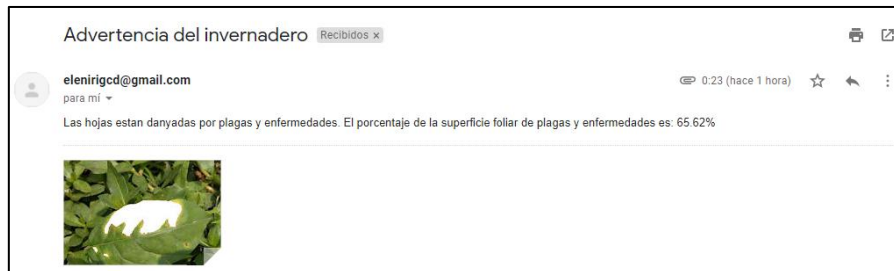 Advertencia del invernadero Recibidos x
elenirigcd@gmail.com 0:23 (hace 1 hora)
para mí
Las hojas estan danyadas por plagas y enfermedades. El porcentaje de la superficie foliar de plagas y enfermedades es: 65.62%